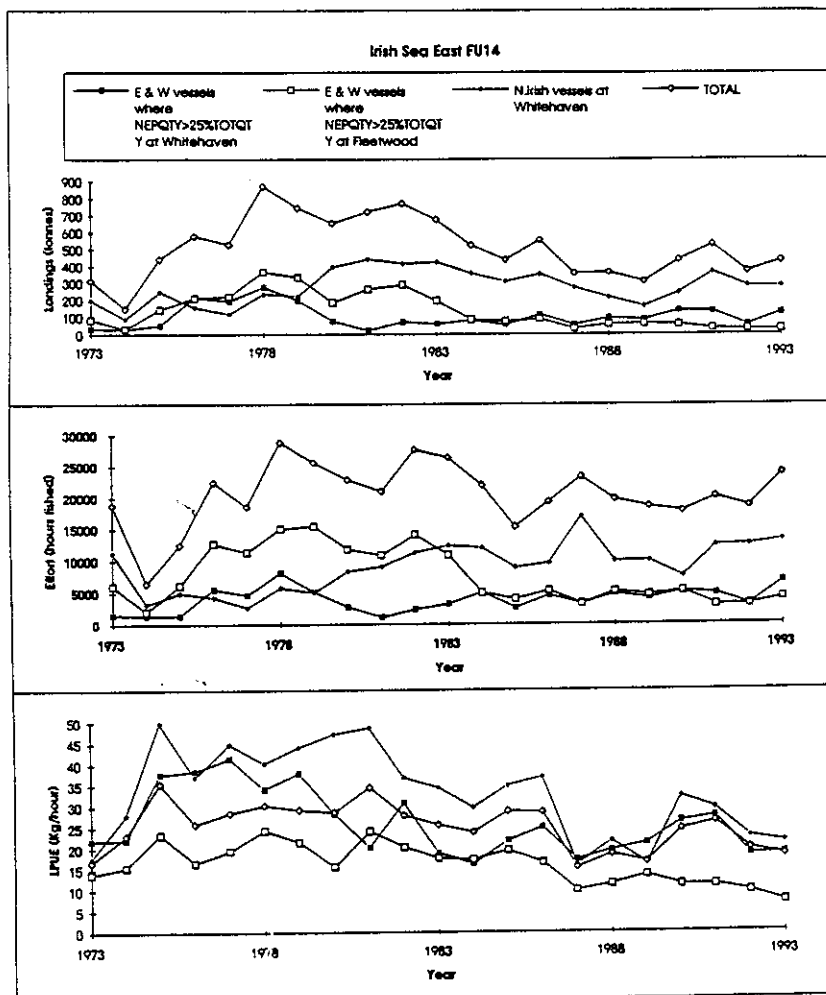 Irish Sea East FU14
E & W vessels
where
NEPQTY>25%TOTQT
Y at Whitehaven
E & W vessels
where
NEPQTY>25%TOTQT
Y at Fleetwood
N.Irish vessels at
Whitehaven
TOTAL
Landings (tonnes)
900
800
700
600
500
400
300
200
100
0
1973
1978
1983
1988
1993
Year
Effort (hours fished)
30000
25000
20000
15000
10000
5000
0
1973
1978
1983
1988
1993
Year
LPUE (Kg/hour)
50
45
40
35
30
25
20
15
10
5
0
1973
1978
1983
1988
1993
Year